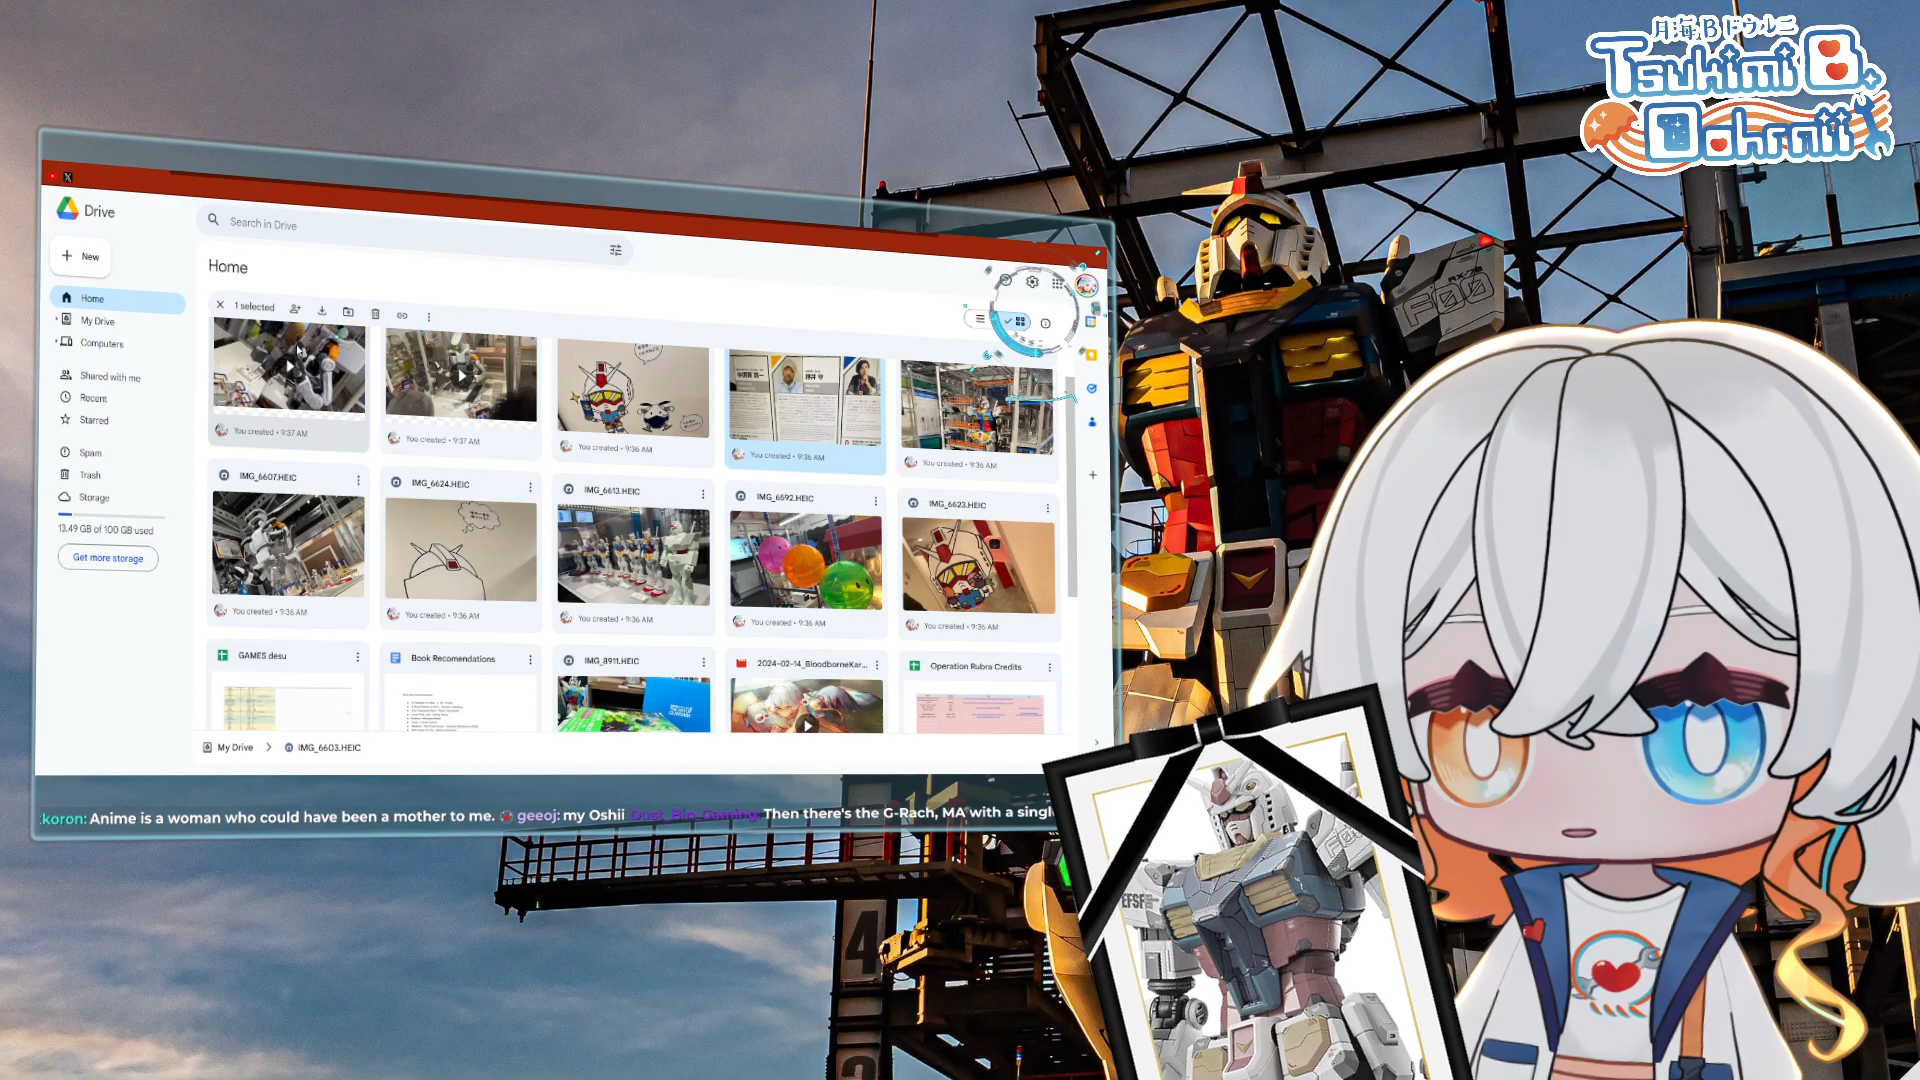 月海Bドゥルニ
Tsukimi B.
Dohrnii
Drive
Search in Drive
New
Home
Home
1 selected
My Drive
Computers
Shared with me
Recent
Starred
Spam
Trash
Storage
13.49 GB of 100 GB used
Get more storage
You created • 9:37 AM
You created • 9:37 AM
You created • 9:36 AM
You created • 9:36 AM
You created • 9:36 AM
IMG_6607.HEIC
IMG_6624.HEIC
IMG_6613.HEIC
IMG_6592.HEIC
IMG_6623.HEIC
You created • 9:36 AM
You created • 9:36 AM
You created • 9:36 AM
You created • 9:36 AM
You created • 9:36 AM
GAMES desu
Book Recomendations
IMG_8911.HEIC
2024-02-14_BloodborneKar...
Operation Rubra Credits
My Drive > IMG_6603.HEIC
.koron: Anime is a woman who could have been a mother to me. geeoj: my Oshii Dust_Bin_Gaming: Then there's the G-Rach, MA with a singl
RX-78
F00
EFSF
4